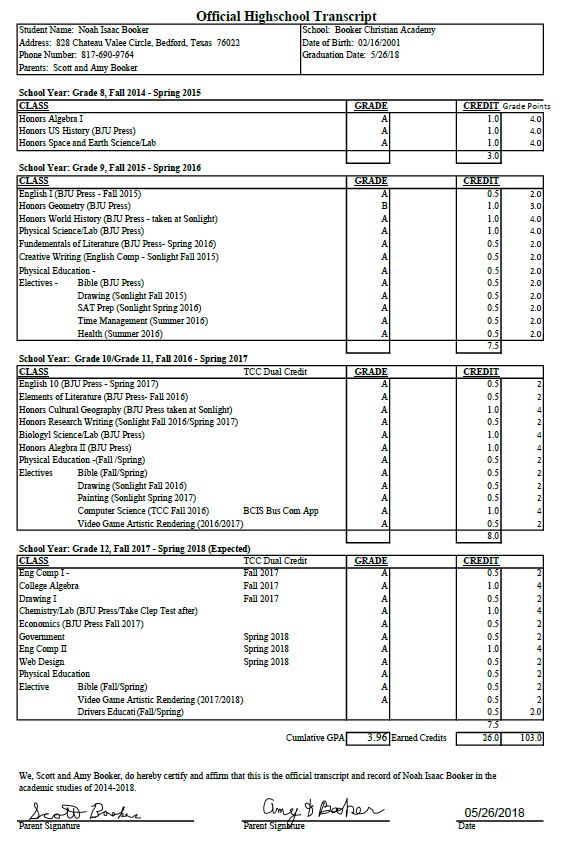 Official Highschool Transcript
Student Name: Noah Isaac Booker School: Booker Christian Academy
Address: 828 Chateau Valee Circle, Bedford, Texas 76022 Date of Birth: 02/16/2001
Phone Number: 817-690-9764 Graduation Date: 5/26/18
Parents: Scott and Amy Booker
School Year: Grade 8, Fall 2014 - Spring 2015
CLASS GRADE CREDIT Grade Points
Honors Algebra I A 1.0 4.0
Honors US History (BJU Press) A 1.0 4.0
Honors Space and Earth Science/Lab A 1.0 4.0
3.0
School Year: Grade 9, Fall 2015 - Spring 2016
CLASS GRADE CREDIT
English I (BJU Press - Fall 2015) A 0.5 2.0
Honors Geometry (BJU Press) B 1.0 3.0
Honors World History (BJU Press - taken at Sonlight) A 1.0 4.0
Physical Science/Lab (BJU Press) A 1.0 4.0
Fundementals of Literature (BJU Press- Spring 2016) A 0.5 2.0
Creative Writing (English Comp - Sonlight Fall 2015) A 0.5 2.0
Physical Education - A 0.5 2.0
Electives - Bible (BJU Press) A 0.5 2.0
Drawing (Sonlight Fall 2015) A 0.5 2.0
SAT Prep (Sonlight Spring 2016) A 0.5 2.0
Time Management (Summer 2016) A 0.5 2.0
Health (Summer 2016) A 0.5 2.0
7.5
School Year: Grade 10/Grade 11, Fall 2016 - Spring 2017
CLASS TCC Dual Credit GRADE CREDIT
English 10 (BJU Press - Spring 2017) A 0.5 2
Elements of Literature (BJU Press- Fall 2016) A 0.5 2
Honors Cultural Geography (BJU Press taken at Sonlight) A 1.0 4
Honors Research Writing (Sonlight Fall 2016/Spring 2017) A 0.5 2
Biologyl Science/Lab (BJU Press) A 1.0 4
Honors Alegbra II (BJU Press) A 1.0 4
Physical Education -(Fall /Spring) A 0.5 2
Electives Bible (Fall/Spring) A 0.5 2
Drawing (Sonlight Fall 2016) A 0.5 2
Painting (Sonlight Spring 2017) A 0.5 2
Computer Science (TCC Fall 2016) BCIS Bus Com App A 1.0 4
Video Game Artistic Rendering (2016/2017) A 0.5 2
8.0
School Year: Grade 12, Fall 2017 - Spring 2018 (Expected)
CLASS TCC Dual Credit GRADE CREDIT
Eng Comp I - Fall 2017 A 0.5 2
College Algebra Fall 2017 A 1.0 4
Drawing I Fall 2017 A 0.5 2
Chemistry/Lab (BJU Press/Take Clep Test after) A 1.0 4
Economics (BJU Press Fall 2017) A 0.5 2
Government Spring 2018 A 0.5 2
Eng Comp II Spring 2018 A 1.0 4
Web Design Spring 2018 A 0.5 2
Physical Education A 0.5 2
Elective Bible (Fall/Spring) A 0.5 2
Video Game Artistic Rendering (2017/2018) A 0.5 2
Drivers Educati (Fall/Spring) 0.5 2.0
7.5
Cumlative GPA 3.96 Earned Credits 26.0 103.0
We, Scott and Amy Booker, do hereby certify and affirm that this is the official transcript and record of Noah Isaac Booker in the
academic studies of 2014-2018.
Scott Booker Amy J Booker 05/26/2018
Parent Signature Parent Signature Date